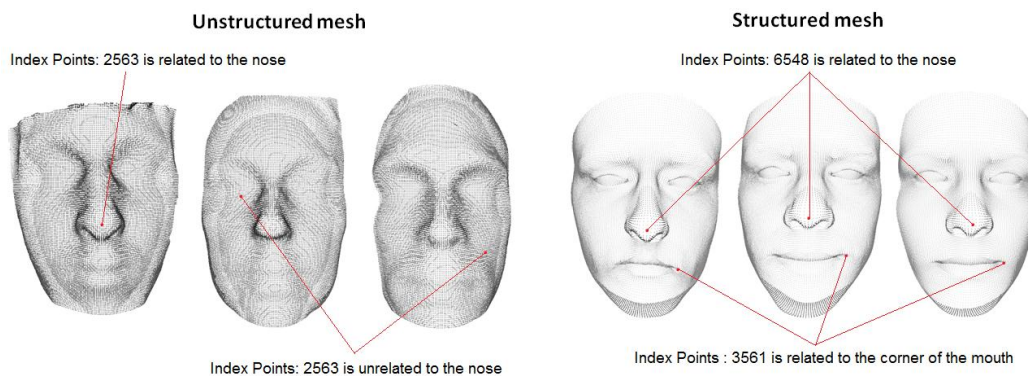 Unstructured mesh
Index Points: 2563 is related to the nose
Index Points: 2563 is unrelated to the nose
Structured mesh
Index Points: 6548 is related to the nose
Index Points : 3561 is related to the corner of the mouth